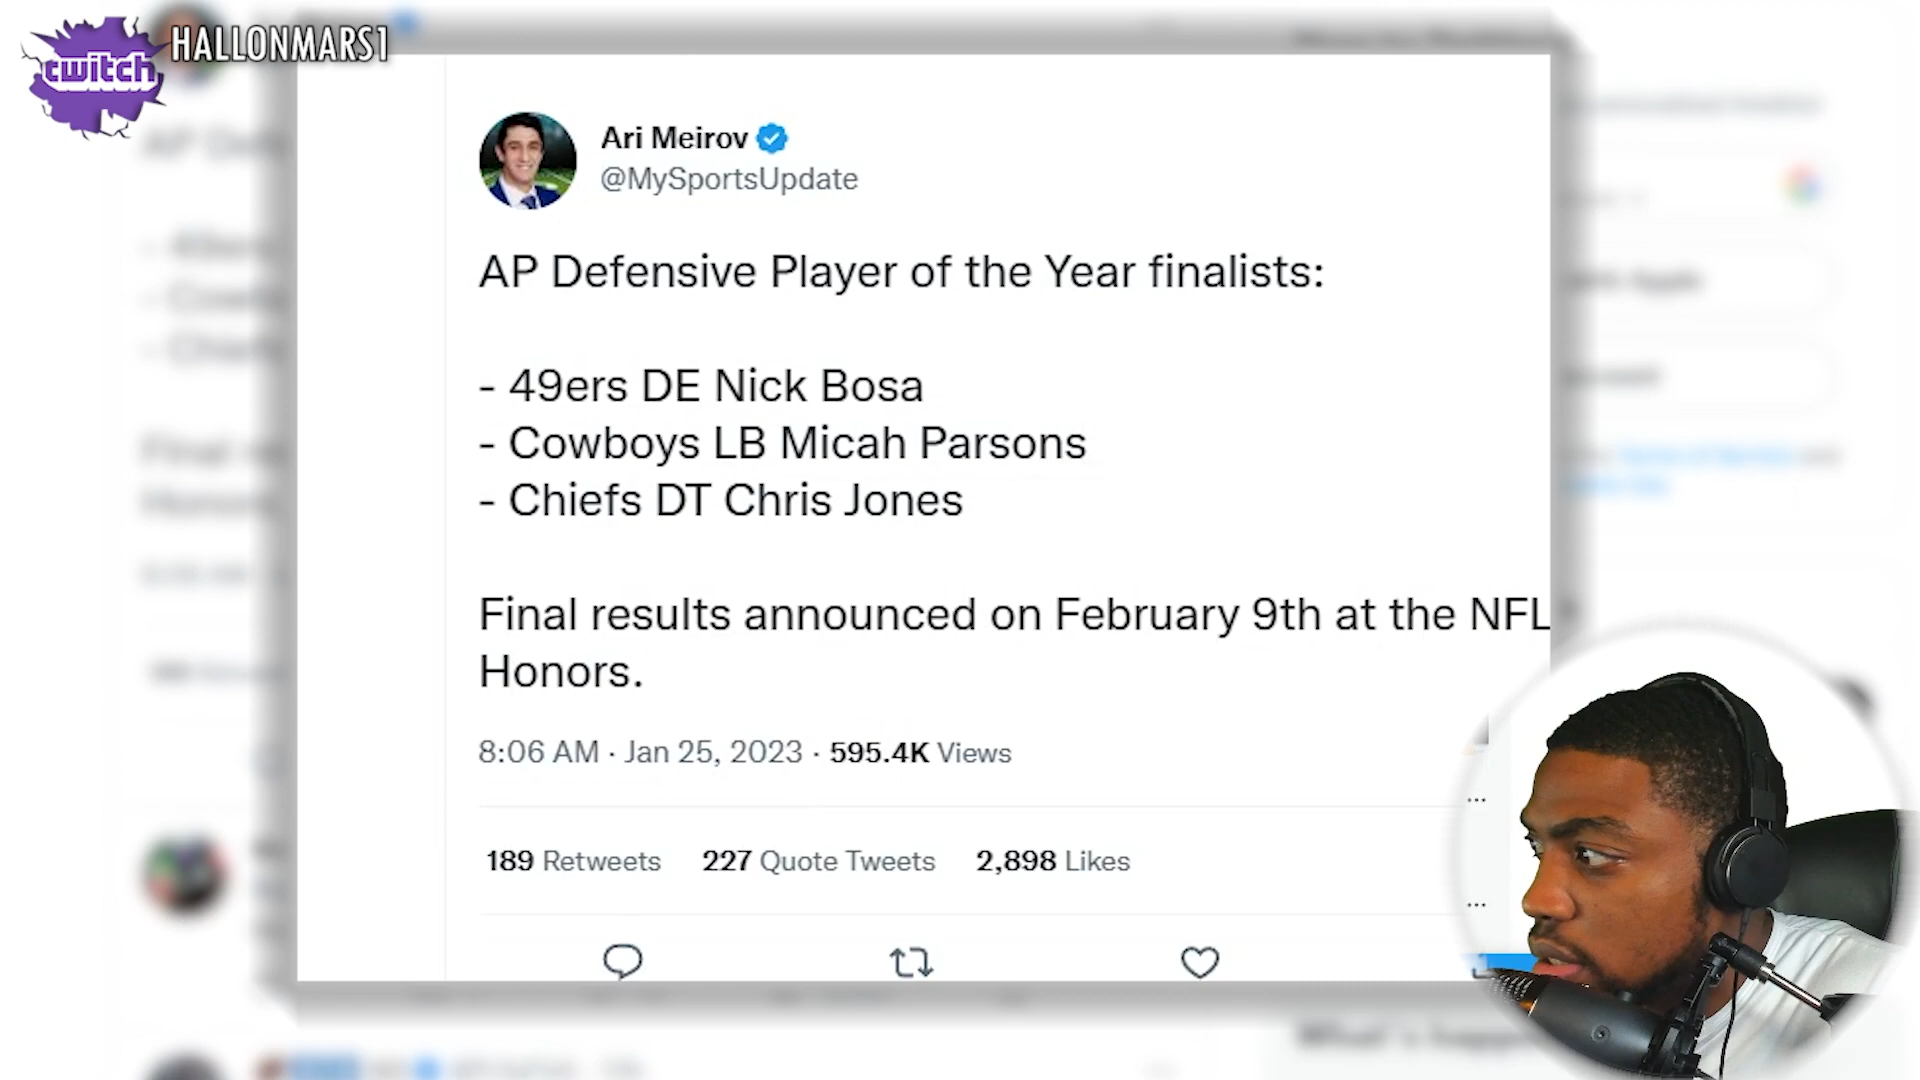 twitch HALLONMARS1
Ari Meirov
@MySportsUpdate
AP Defensive Player of the Year finalists:
- 49ers DE Nick Bosa
- Cowboys LB Micah Parsons
- Chiefs DT Chris Jones
Final results announced on February 9th at the NFL
Honors.
8:06 AM · Jan 25, 2023 · 595.4K Views
189 Retweets 227 Quote Tweets 2,898 Likes